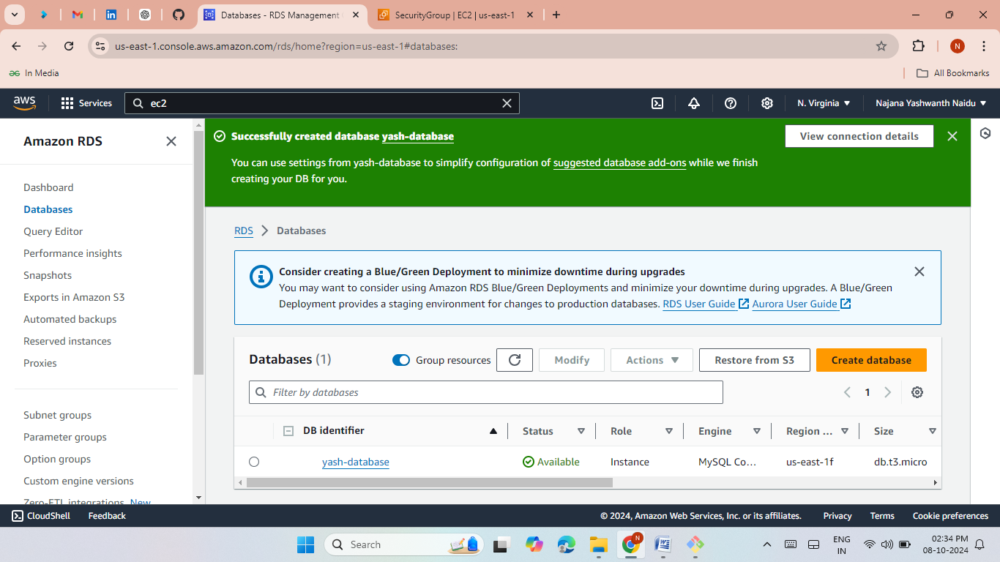 Databases - RDS Management
SecurityGroup | EC2 | us-east-1
us-east-1.console.aws.amazon.com/rds/home?region=us-east-1#databases:
N
In Media
All Bookmarks
aws
Services
ec2
N. Virginia
Najana Yashwanth Naidu
Amazon RDS
Dashboard
Databases
Query Editor
Performance insights
Snapshots
Exports in Amazon S3
Automated backups
Reserved instances
Proxies
Subnet groups
Parameter groups
Option groups
Custom engine versions
Zero-ETL integrations New
Successfully created database yash-database
View connection details
You can use settings from yash-database to simplify configuration of suggested database add-ons while we finish
creating your DB for you.
RDS > Databases
Consider creating a Blue/Green Deployment to minimize downtime during upgrades
You may want to consider using Amazon RDS Blue/Green Deployments and minimize your downtime during upgrades. A Blue/Green
Deployment provides a staging environment for changes to production databases. RDS User Guide Aurora User Guide
Databases (1)
Group resources
Modify
Actions
Restore from S3
Create database
Filter by databases
1
DB identifier Status Role Engine Region ... Size
yash-database Available Instance MySQL Co... us-east-1f db.t3.micro
CloudShell
Feedback
© 2024, Amazon Web Services, Inc. or its affiliates.
Privacy
Terms
Cookie preferences
Search
N
ENG
IN
02:34 PM
08-10-2024